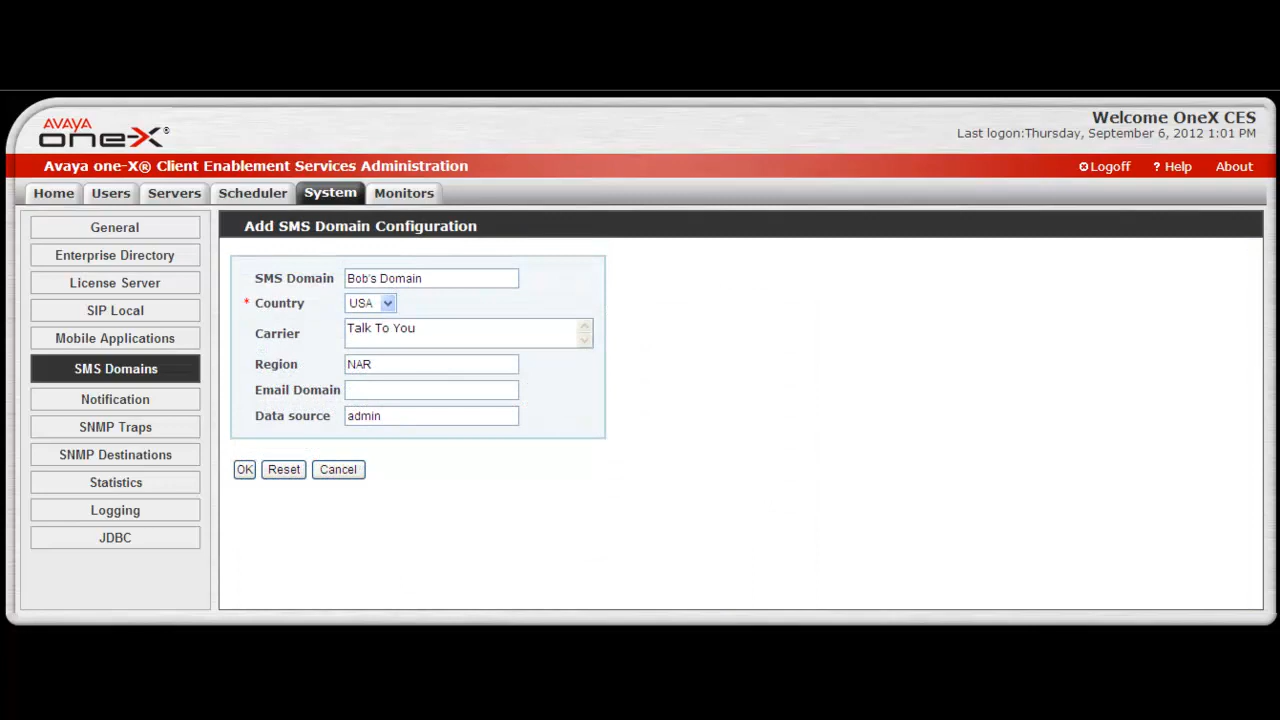 AVAYA
one-X®
Welcome OneX CES
Last logon:Thursday, September 6, 2012 1:01 PM
Avaya one-X® Client Enablement Services Administration
Logoff
? Help
About
Home
Users
Servers
Scheduler
System
Monitors
General
Enterprise Directory
License Server
SIP Local
Mobile Applications
SMS Domains
Notification
SNMP Traps
SNMP Destinations
Statistics
Logging
JDBC
Add SMS Domain Configuration
SMS Domain Bob's Domain
* Country USA
Carrier Talk To You
Region NAR
Email Domain
Data source admin
OK Reset Cancel